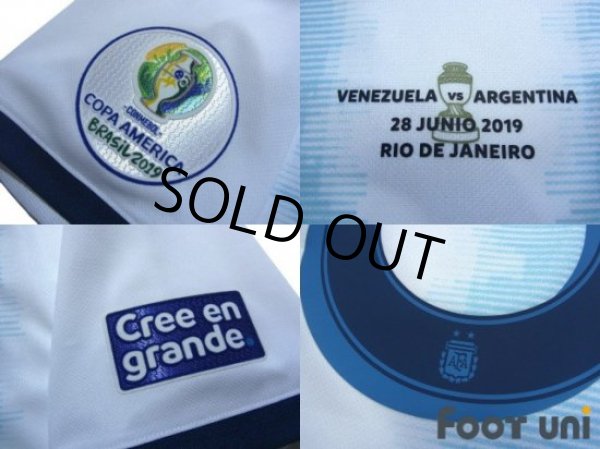 CONMEBOL
COPA AMERICA
BRASIL 2019
VENEZUELA VS ARGENTINA
28 JUNIO 2019
RIO DE JANEIRO
SOLD OUT
Cree en
grande.
AFA
Foot Uni